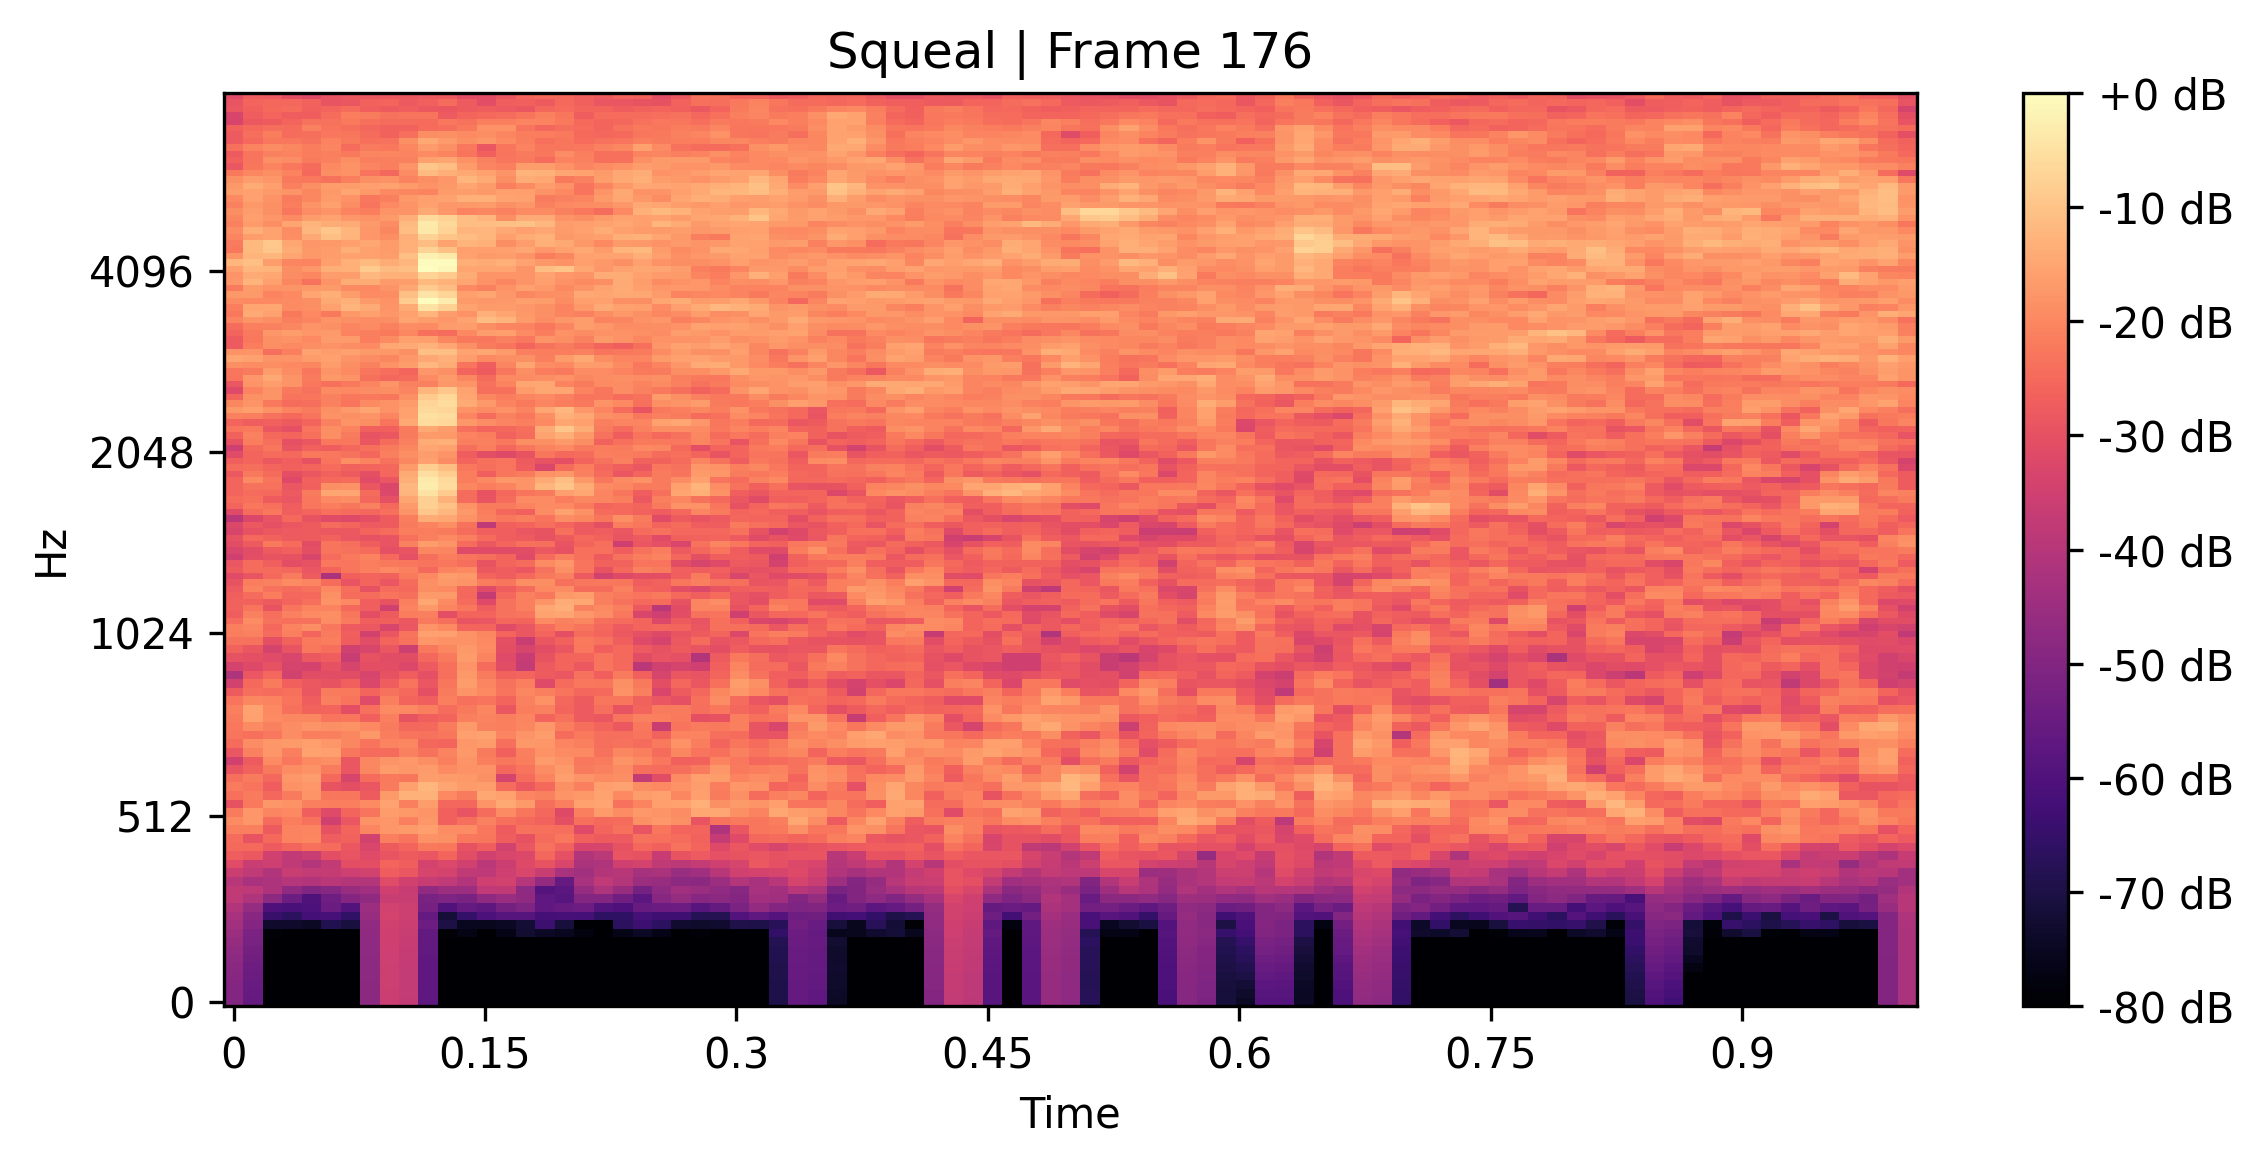 Squeal | Frame 176
+0 dB
-10 dB
-20 dB
-30 dB
-40 dB
-50 dB
-60 dB
-70 dB
-80 dB
Hz
4096
2048
1024
512
0
0 0.15 0.3 0.45 0.6 0.75 0.9
Time